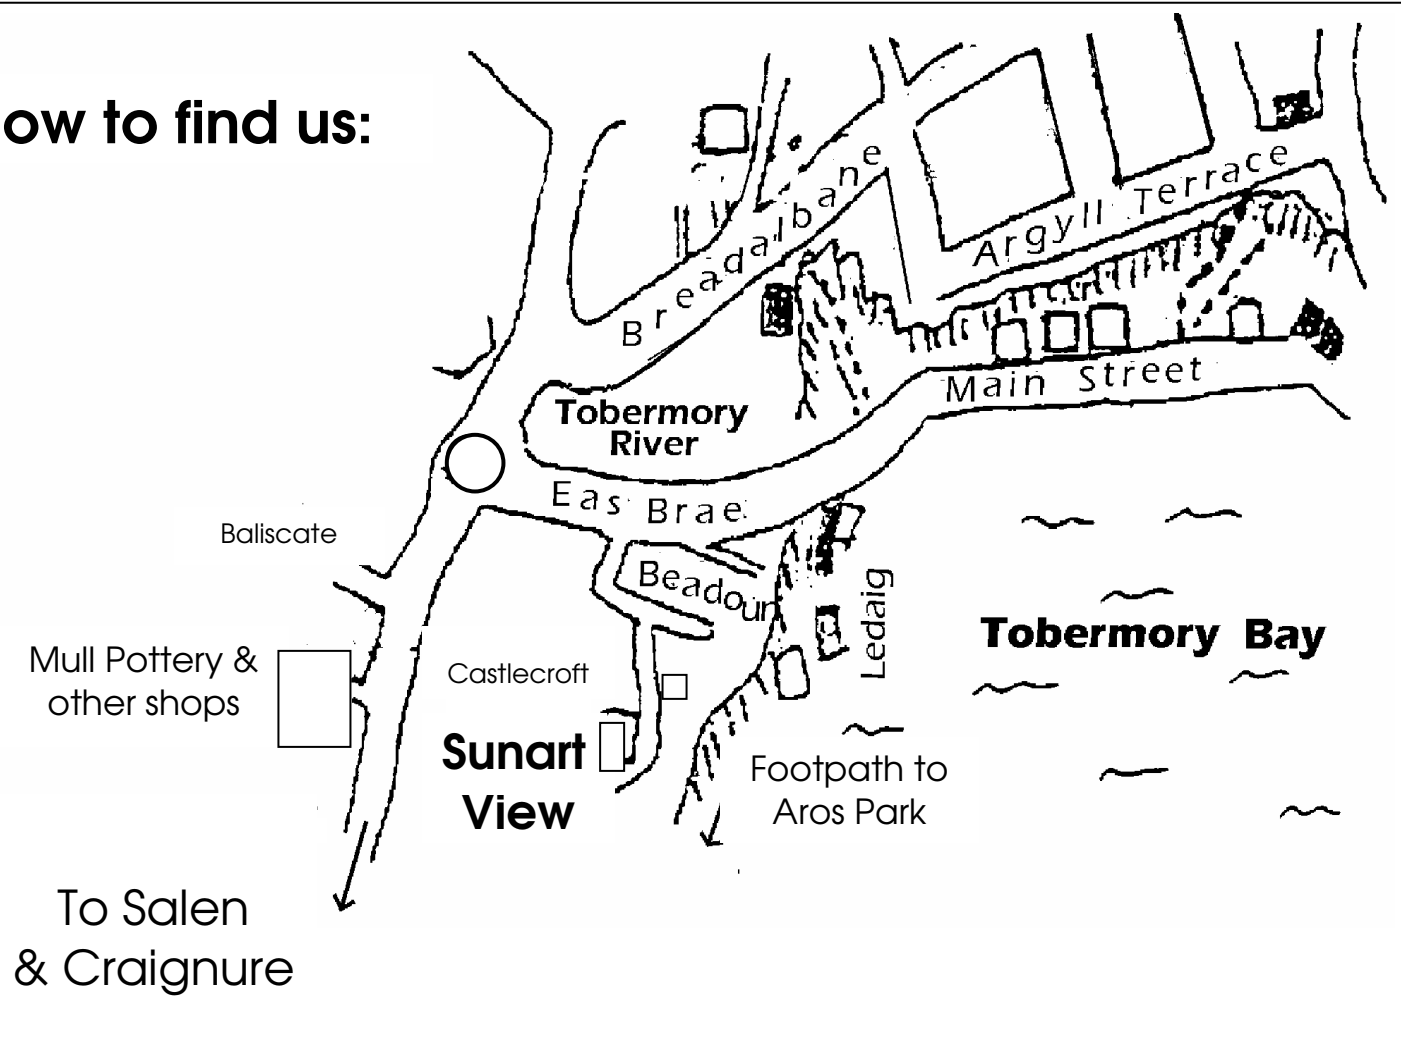 ow to find us:
Breadalbane
Argyll Terrace
Main Street
Tobermory
River
Eas Brae
Baliscate
Beadoun
Ledaig
Tobermory Bay
Mull Pottery &
other shops
Castlecroft
Sunart
View
Footpath to
Aros Park
To Salen
& Craignure